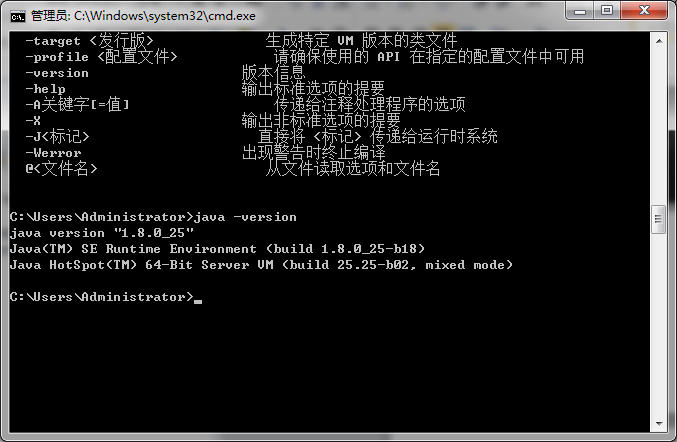 管理员: C:\Windows\system32\cmd.exe
-target <发行版> 生成特定 VM 版本的类文件
-profile <配置文件> 请确保使用的 API 在指定的配置文件中可用
-version 版本信息
-help 输出标准选项的提要
-A关键字[=值] 传递给注释处理程序的选项
-X 输出非标准选项的提要
-J<标记> 直接将 <标记> 传递给运行时系统
-Werror 出现警告时终止编译
@<文件名> 从文件读取选项和文件名
C:\Users\Administrator>java -version
java version "1.8.0_25"
Java(TM) SE Runtime Environment (build 1.8.0_25-b18)
Java HotSpot(TM) 64-Bit Server VM (build 25.25-b02, mixed mode)
C:\Users\Administrator>